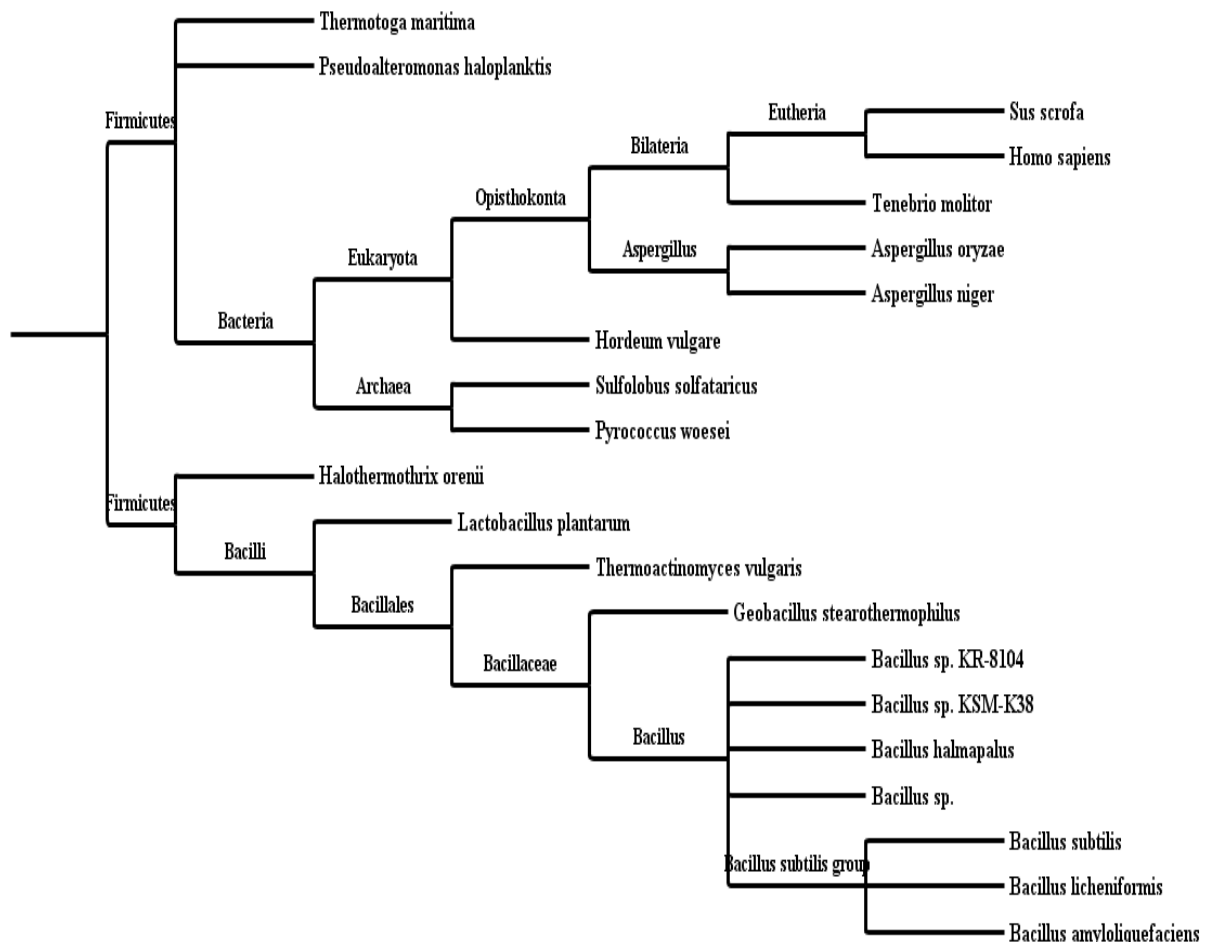 Thermotoga maritima
Pseudoalteromonas haloplanktis
Firmicutes
Eutheria
Sus scrofa
Homo sapiens
Bilateria
Tenebrio molitor
Opisthokonta
Aspergillus
Aspergillus oryzae
Aspergillus niger
Eukaryota
Bacteria
Hordeum vulgare
Archaea
Sulfolobus solfataricus
Pyrococcus woesei
Halothermothrix orenii
Firmicutes
Lactobacillus plantarum
Bacilli
Thermoactinomyces vulgaris
Bacillales
Geobacillus stearothermophilus
Bacillaceae
Bacillus sp. KR-8104
Bacillus sp. KSM-K38
Bacillus
Bacillus halmapalus
Bacillus sp.
Bacillus subtilis
Bacillus subtilis group
Bacillus licheniformis
Bacillus amyloliquefaciens